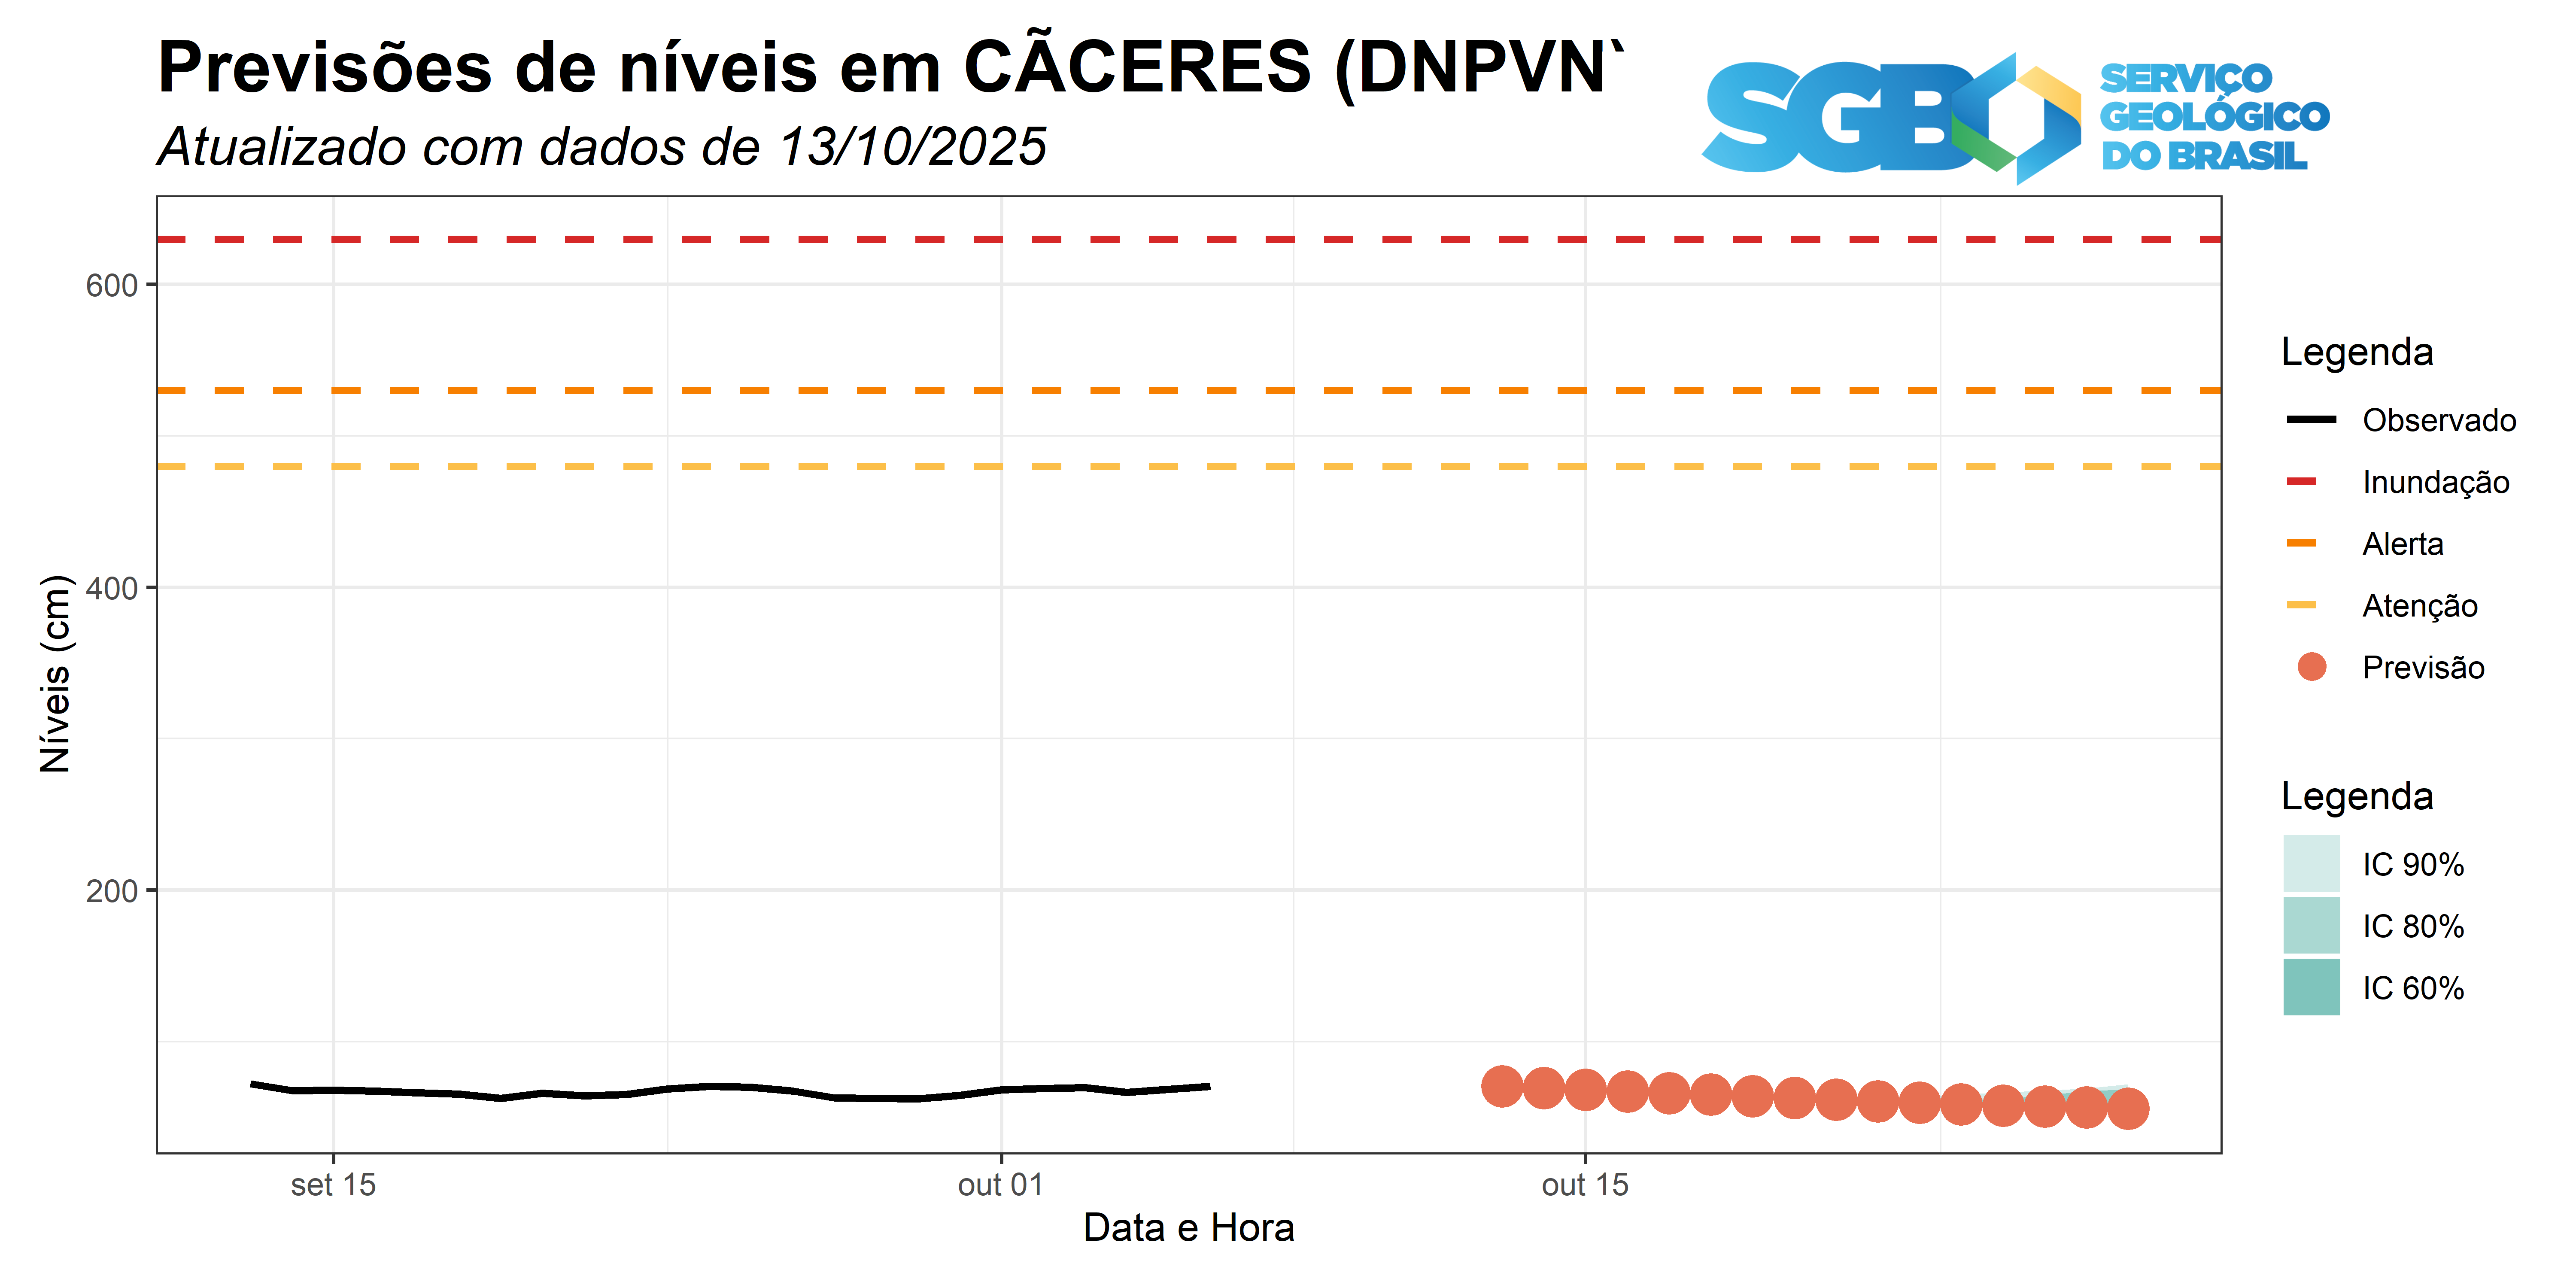 Previsões de níveis em CÃCERES (DNPVN`
Atualizado com dados de 13/10/2025
SGB
SERVIÇO
GEOLÓGICO
DO BRASIL
600
400
200
Níveis (cm)
set 15
out 01
out 15
Data e Hora
Legenda
Observado
Inundação
Alerta
Atenção
Previsão
Legenda
IC 90%
IC 80%
IC 60%